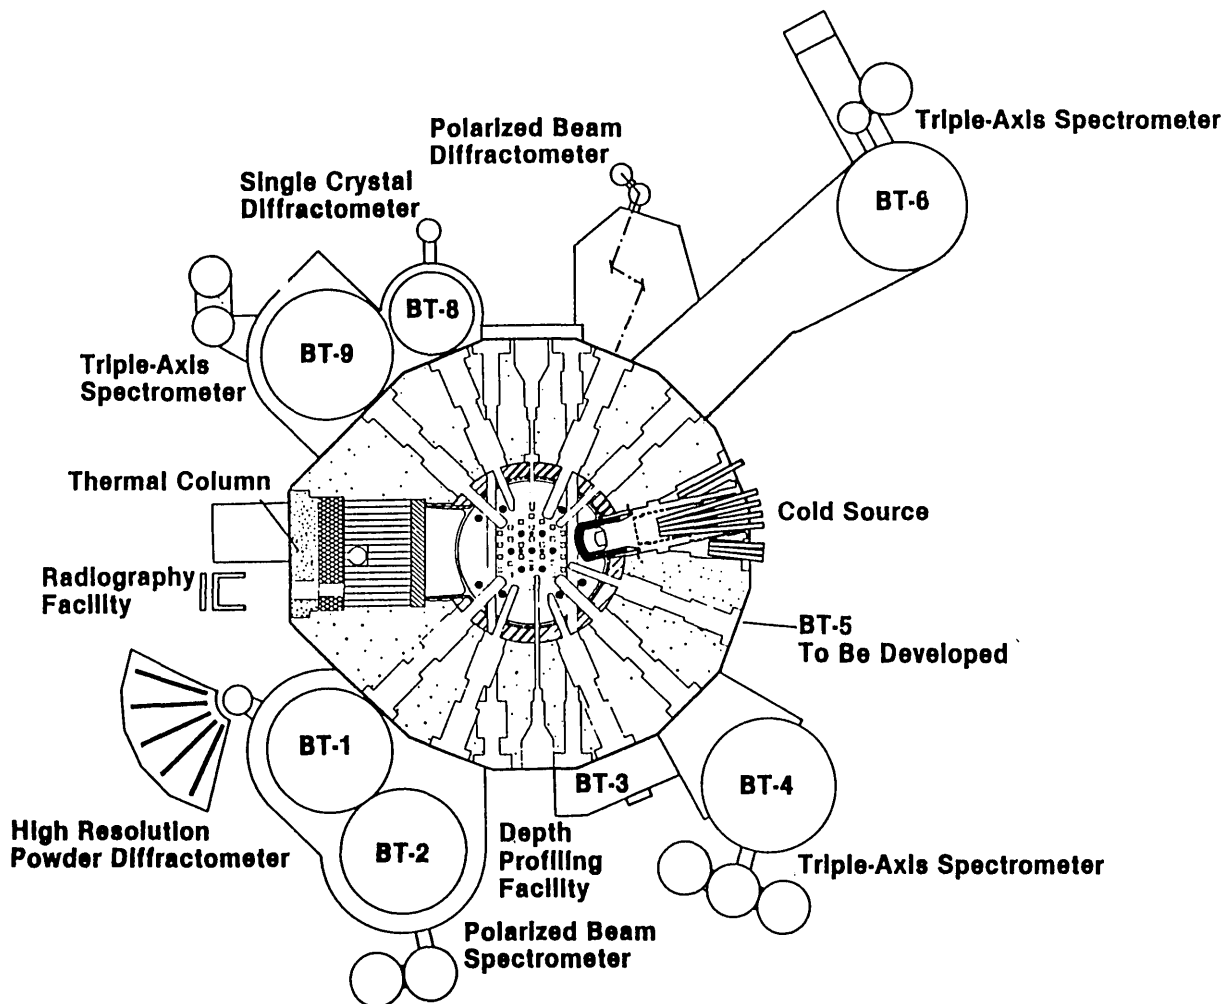 Triple-Axis Spectrometer
Polarized Beam
Diffractometer
Single Crystal
Diffractometer
BT-6
BT-8
BT-9
Triple-Axis
Spectrometer
Thermal Column
Cold Source
Radiography
Facility
BT-5
To Be Developed
BT-1
BT-3
BT-4
High Resolution
Powder Diffractometer
BT-2
Depth
Profiling
Facility
Triple-Axis Spectrometer
Polarized Beam
Spectrometer